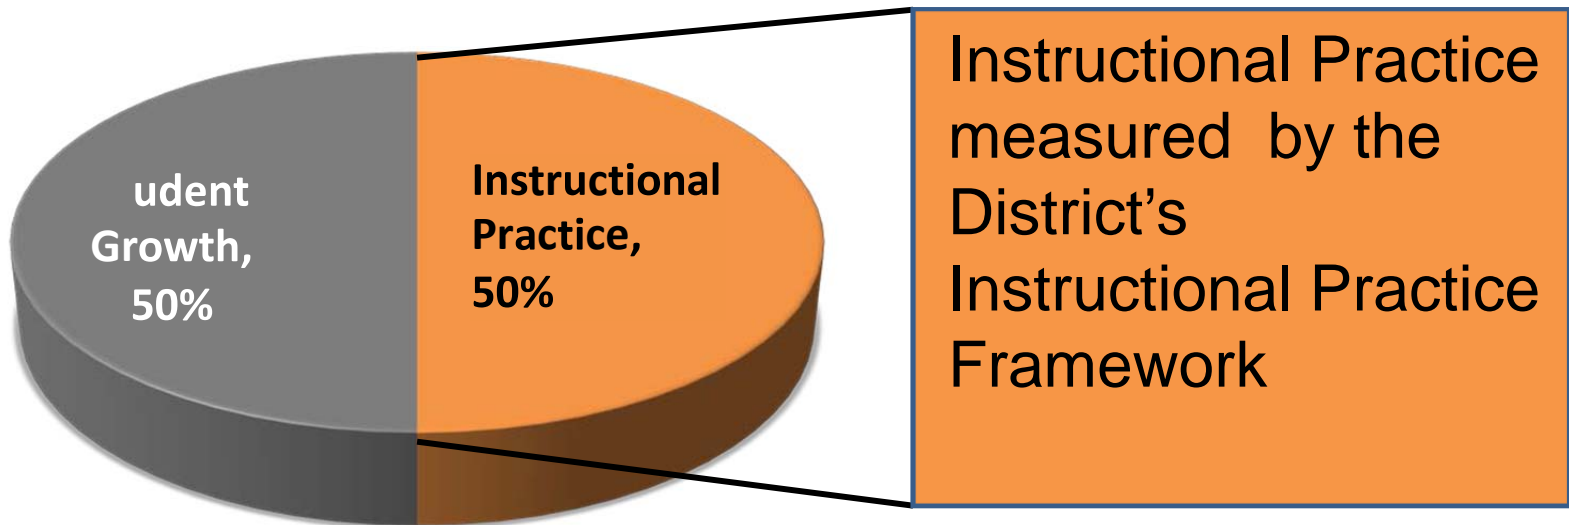 udent
Growth,
50%
Instructional
Practice,
50%
Instructional Practice
measured  by the
District’s
Instructional Practice
Framework